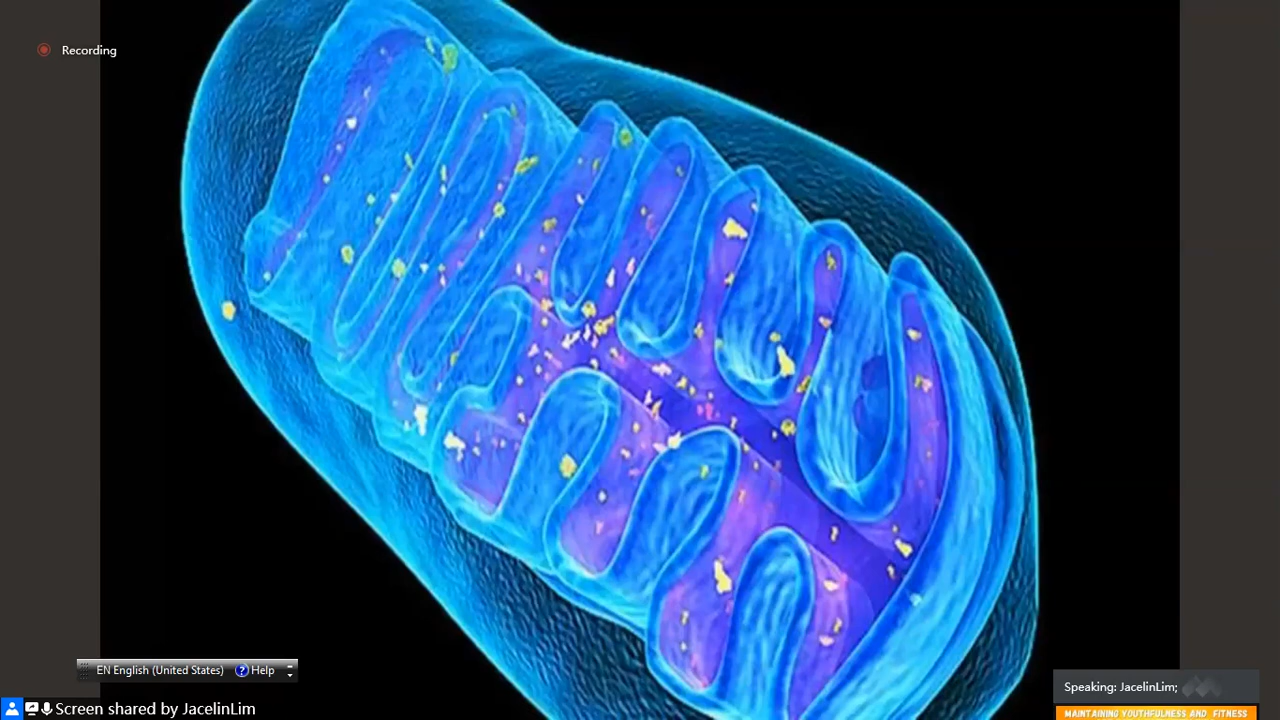 Recording
EN English (United States) Help
Screen shared by JacelinLim
Speaking: JacelinLim;
MAINTAINING YOUTHFULNESS AND FITNESS